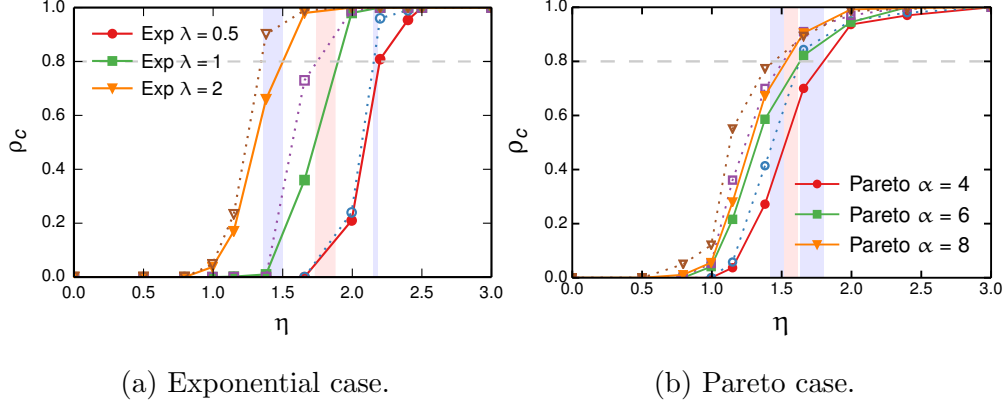 1.0
0.8
0.6
0.4
0.2
0.0
ρc
Exp λ = 0.5
Exp λ = 1
Exp λ = 2
0.0 0.5 1.0 1.5 2.0 2.5 3.0
η
(a) Exponential case.
1.0
0.8
0.6
0.4
0.2
0.0
ρc
Pareto α = 4
Pareto α = 6
Pareto α = 8
0.0 0.5 1.0 1.5 2.0 2.5 3.0
η
(b) Pareto case.